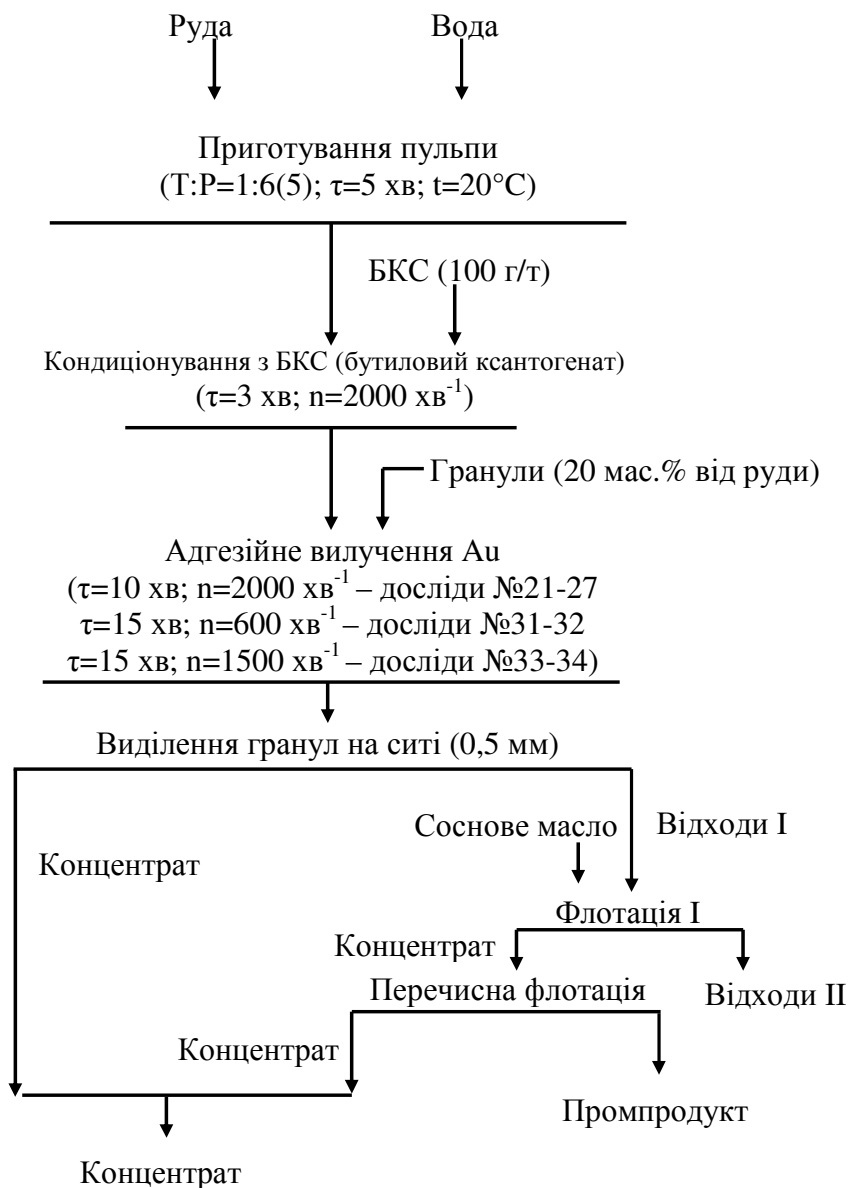 Руда Вода
Приготування пульпи
(Т:Р=1:6(5); τ=5 хв; t=20°С)
БКС (100 г/т)
Кондиціонування з БКС (бутиловий ксантогенат)
(τ=3 хв; n=2000 хв⁻¹)
Гранули (20 мас.% від руди)
Адгезійне вилучення Au
(τ=10 хв; n=2000 хв⁻¹ – досліди №21-27
τ=15 хв; n=600 хв⁻¹ – досліди №31-32
τ=15 хв; n=1500 хв⁻¹ – досліди №33-34)
Виділення гранул на ситі (0,5 мм)
Соснове масло Відходи I
Концентрат
Флотація I
Концентрат
Перечисна флотація Відходи II
Концентрат
Промпродукт
Концентрат